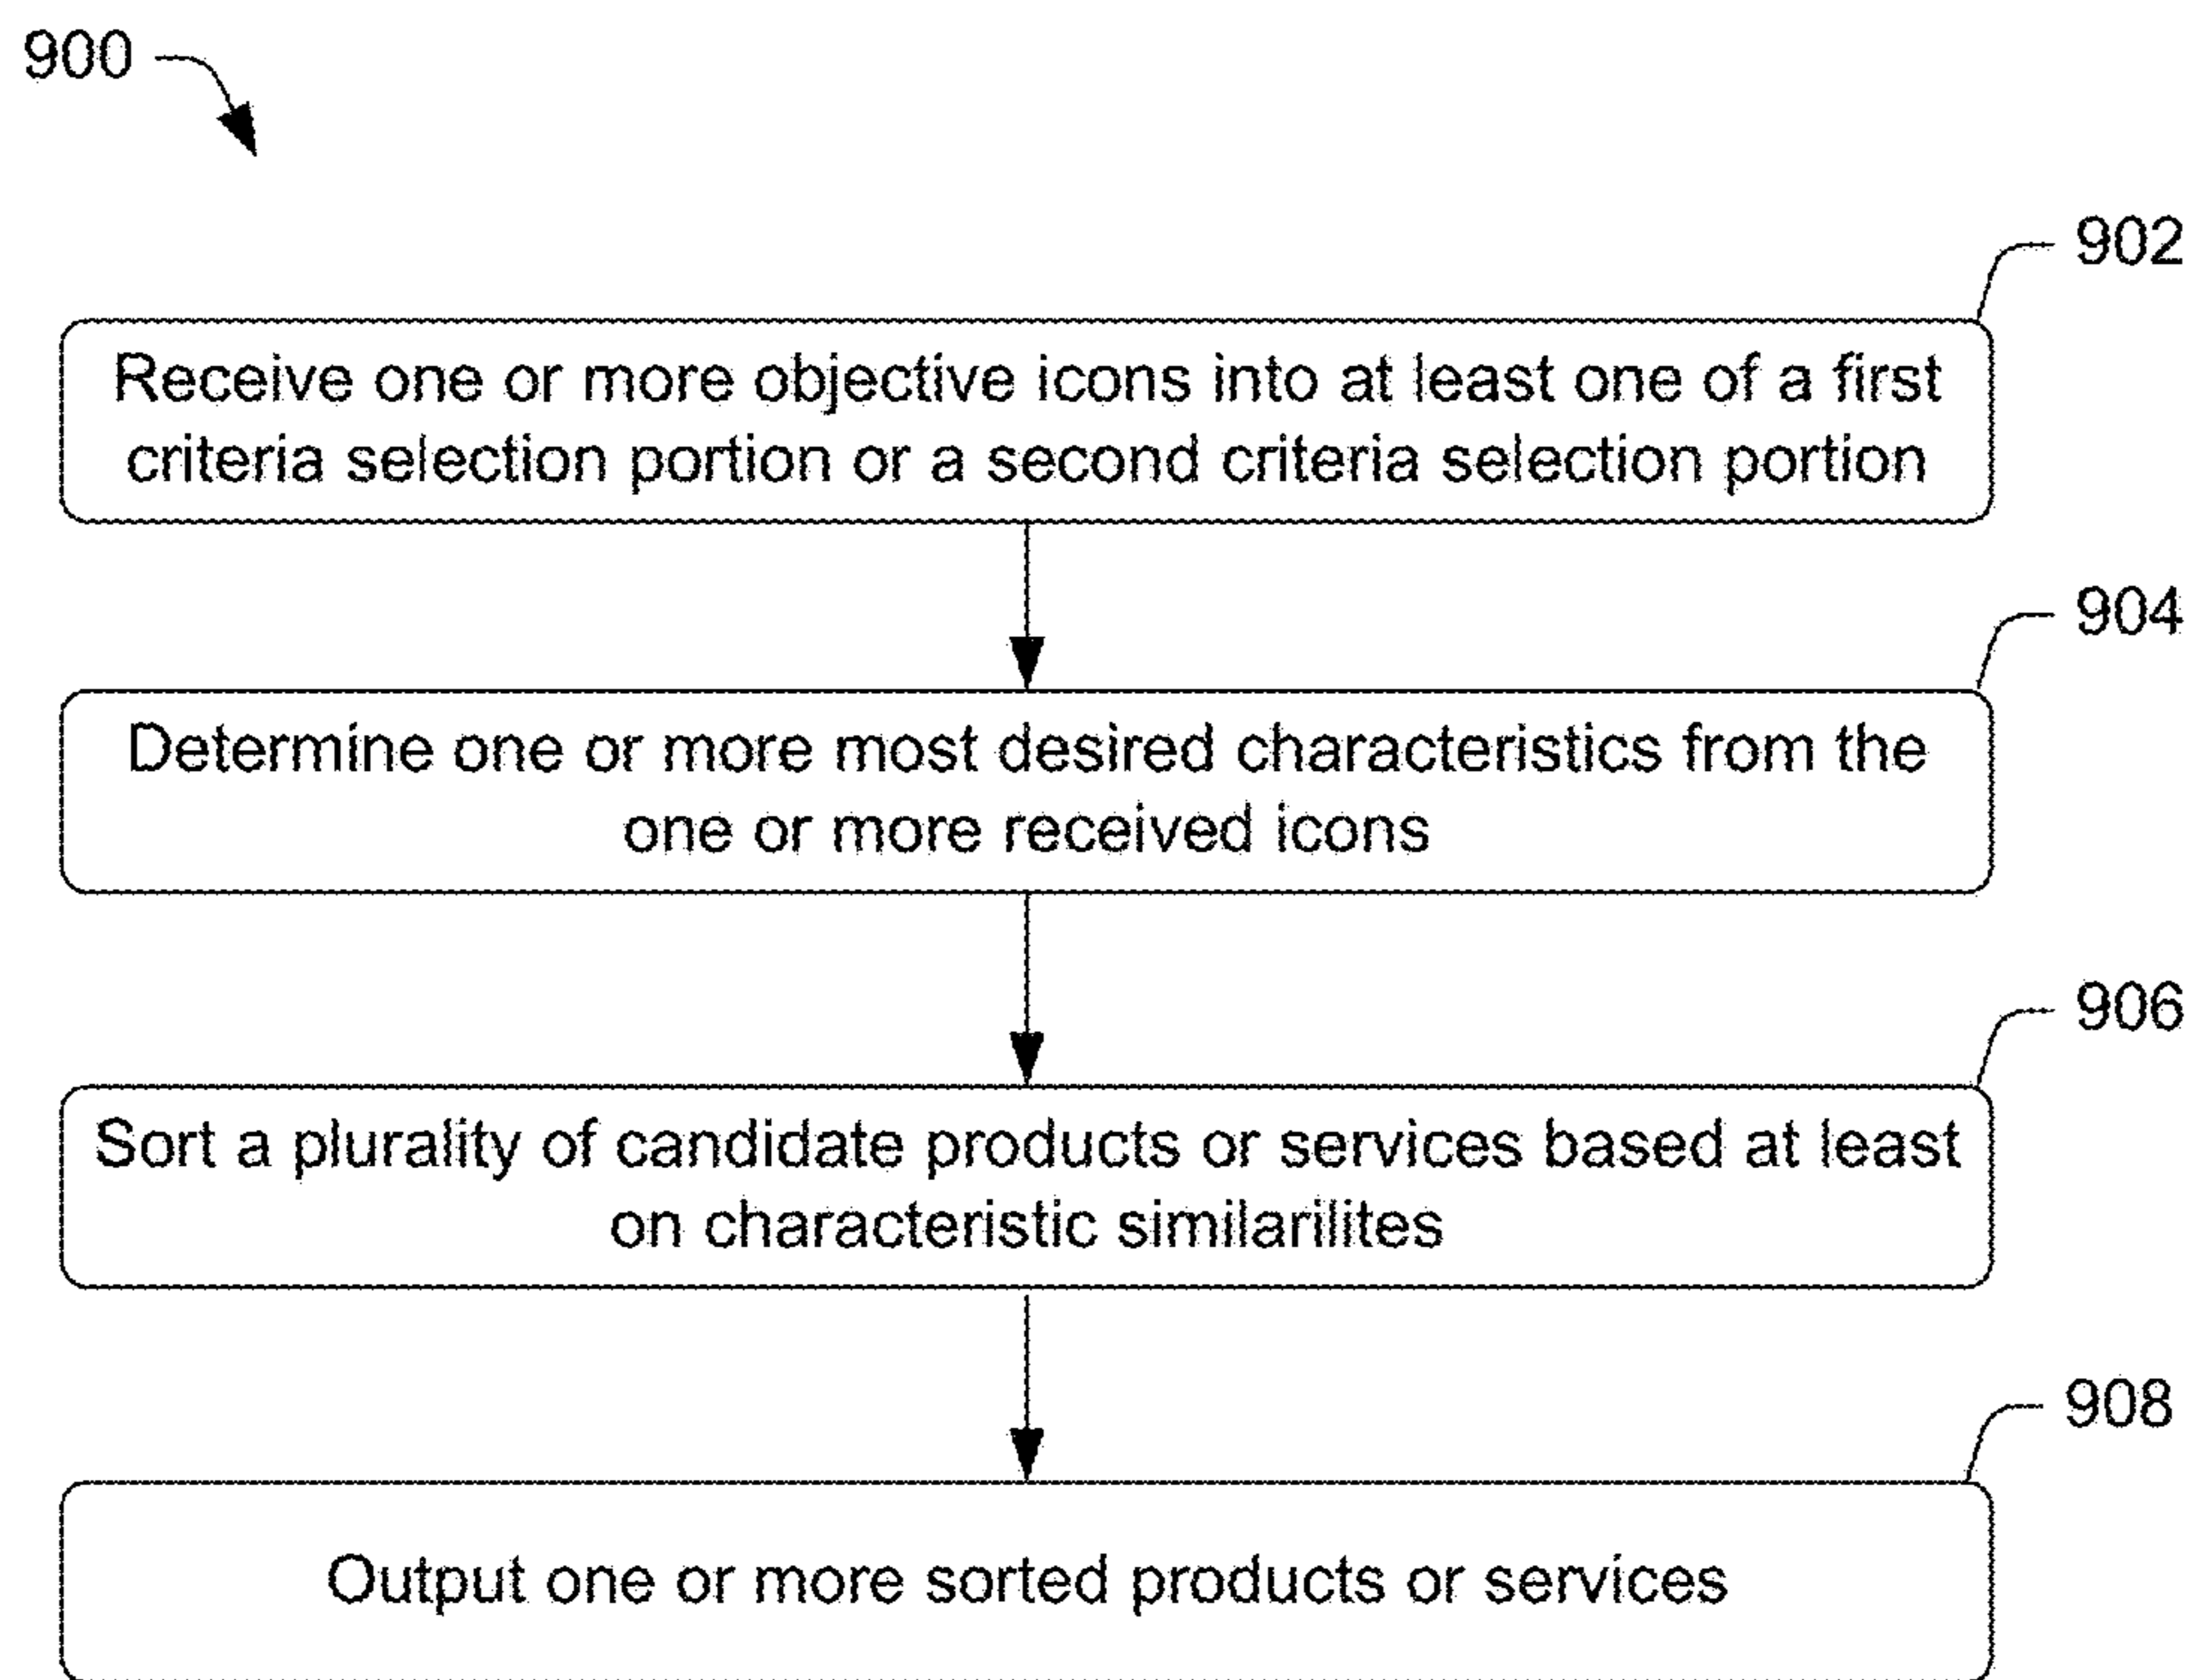 900
902
Receive one or more objective icons into at least one of a first
criteria selection portion or a second criteria selection portion
904
Determine one or more most desired characteristics from the
one or more received icons
906
Sort a plurality of candidate products or services based at least
on characteristic similarilites
908
Output one or more sorted products or services